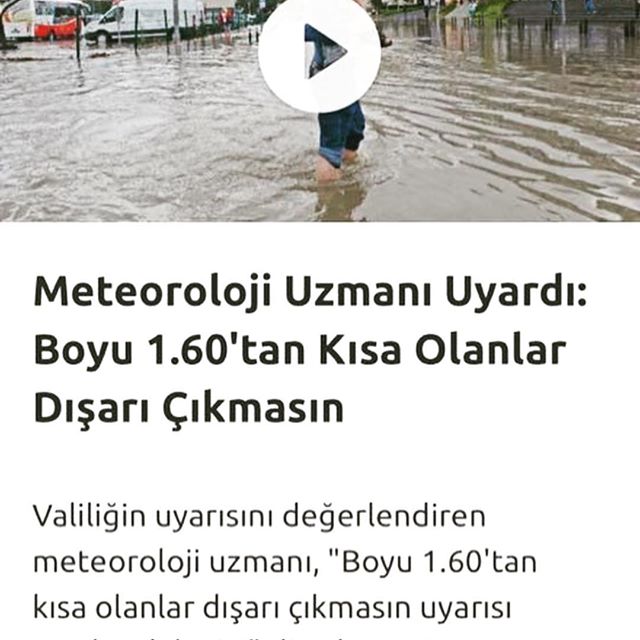 Meteoroloji Uzmanı Uyardı:
Boyu 1.60'tan Kısa Olanlar
Dışarı Çıkmasın
Valiliğin uyarısını değerlendiren
meteoroloji uzmanı, "Boyu 1.60'tan
kısa olanlar dışarı çıkmasın uyarısı